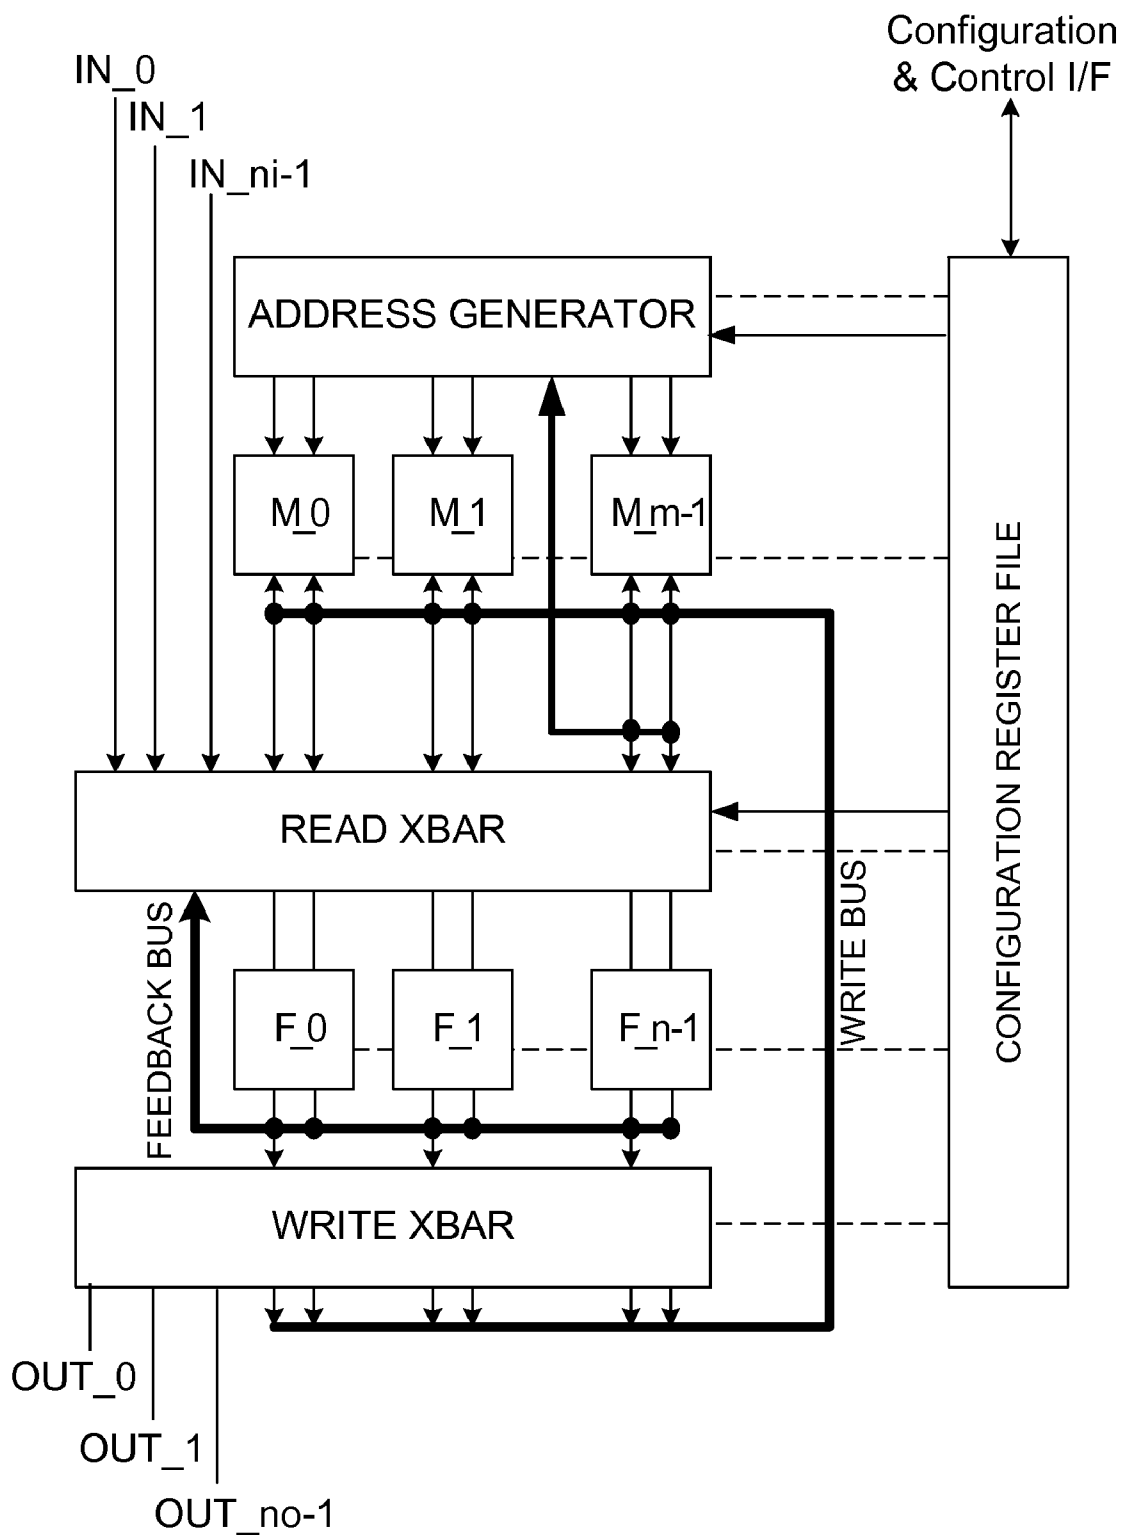 Configuration
& Control I/F
IN_0
IN_1
IN_ni-1
ADDRESS GENERATOR
M_0
M_1
M_m-1
CONFIGURATION REGISTER FILE
READ XBAR
FEEDBACK BUS
WRITE BUS
F_0
F_1
F_n-1
WRITE XBAR
OUT_0
OUT_1
OUT_no-1